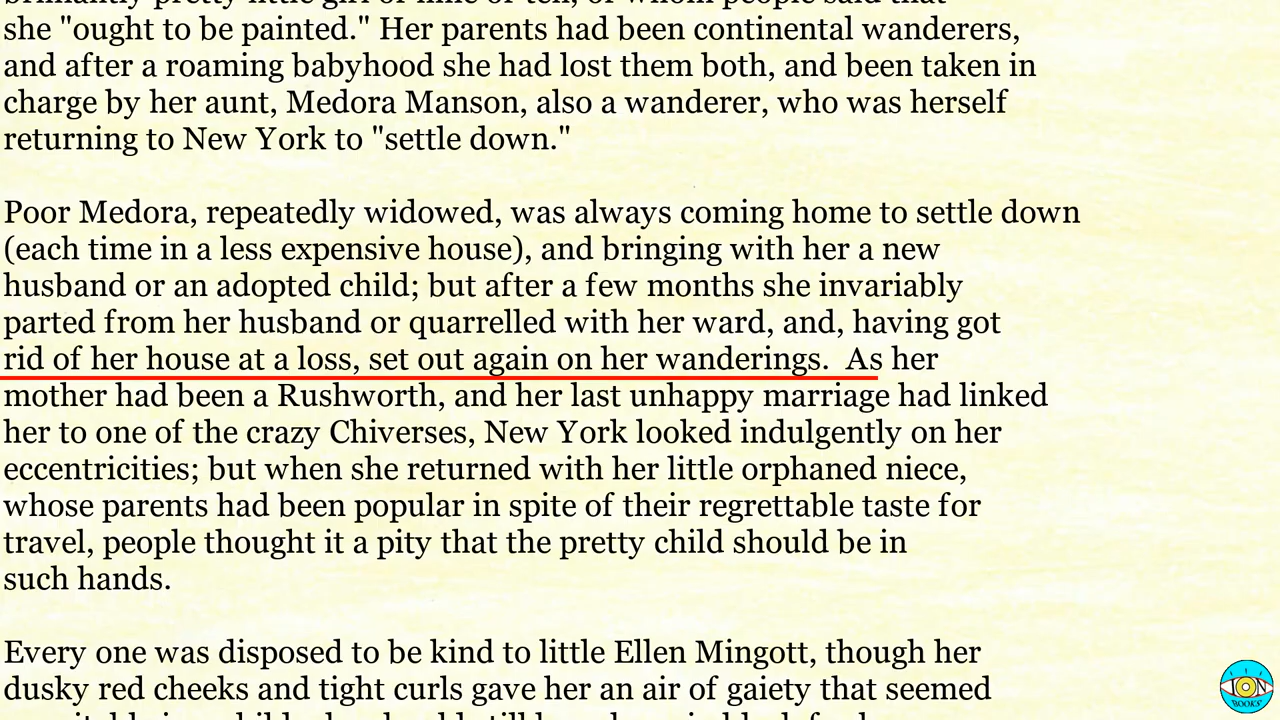 she "ought to be painted." Her parents had been continental wanderers,
and after a roaming babyhood she had lost them both, and been taken in
charge by her aunt, Medora Manson, also a wanderer, who was herself
returning to New York to "settle down."
Poor Medora, repeatedly widowed, was always coming home to settle down
(each time in a less expensive house), and bringing with her a new
husband or an adopted child; but after a few months she invariably
parted from her husband or quarrelled with her ward, and, having got
rid of her house at a loss, set out again on her wanderings.  As her
mother had been a Rushworth, and her last unhappy marriage had linked
her to one of the crazy Chiverses, New York looked indulgently on her
eccentricities; but when she returned with her little orphaned niece,
whose parents had been popular in spite of their regrettable taste for
travel, people thought it a pity that the pretty child should be in
such hands.
Every one was disposed to be kind to little Ellen Mingott, though her
dusky red cheeks and tight curls gave her an air of gaiety that seemed
ION
BOOKS